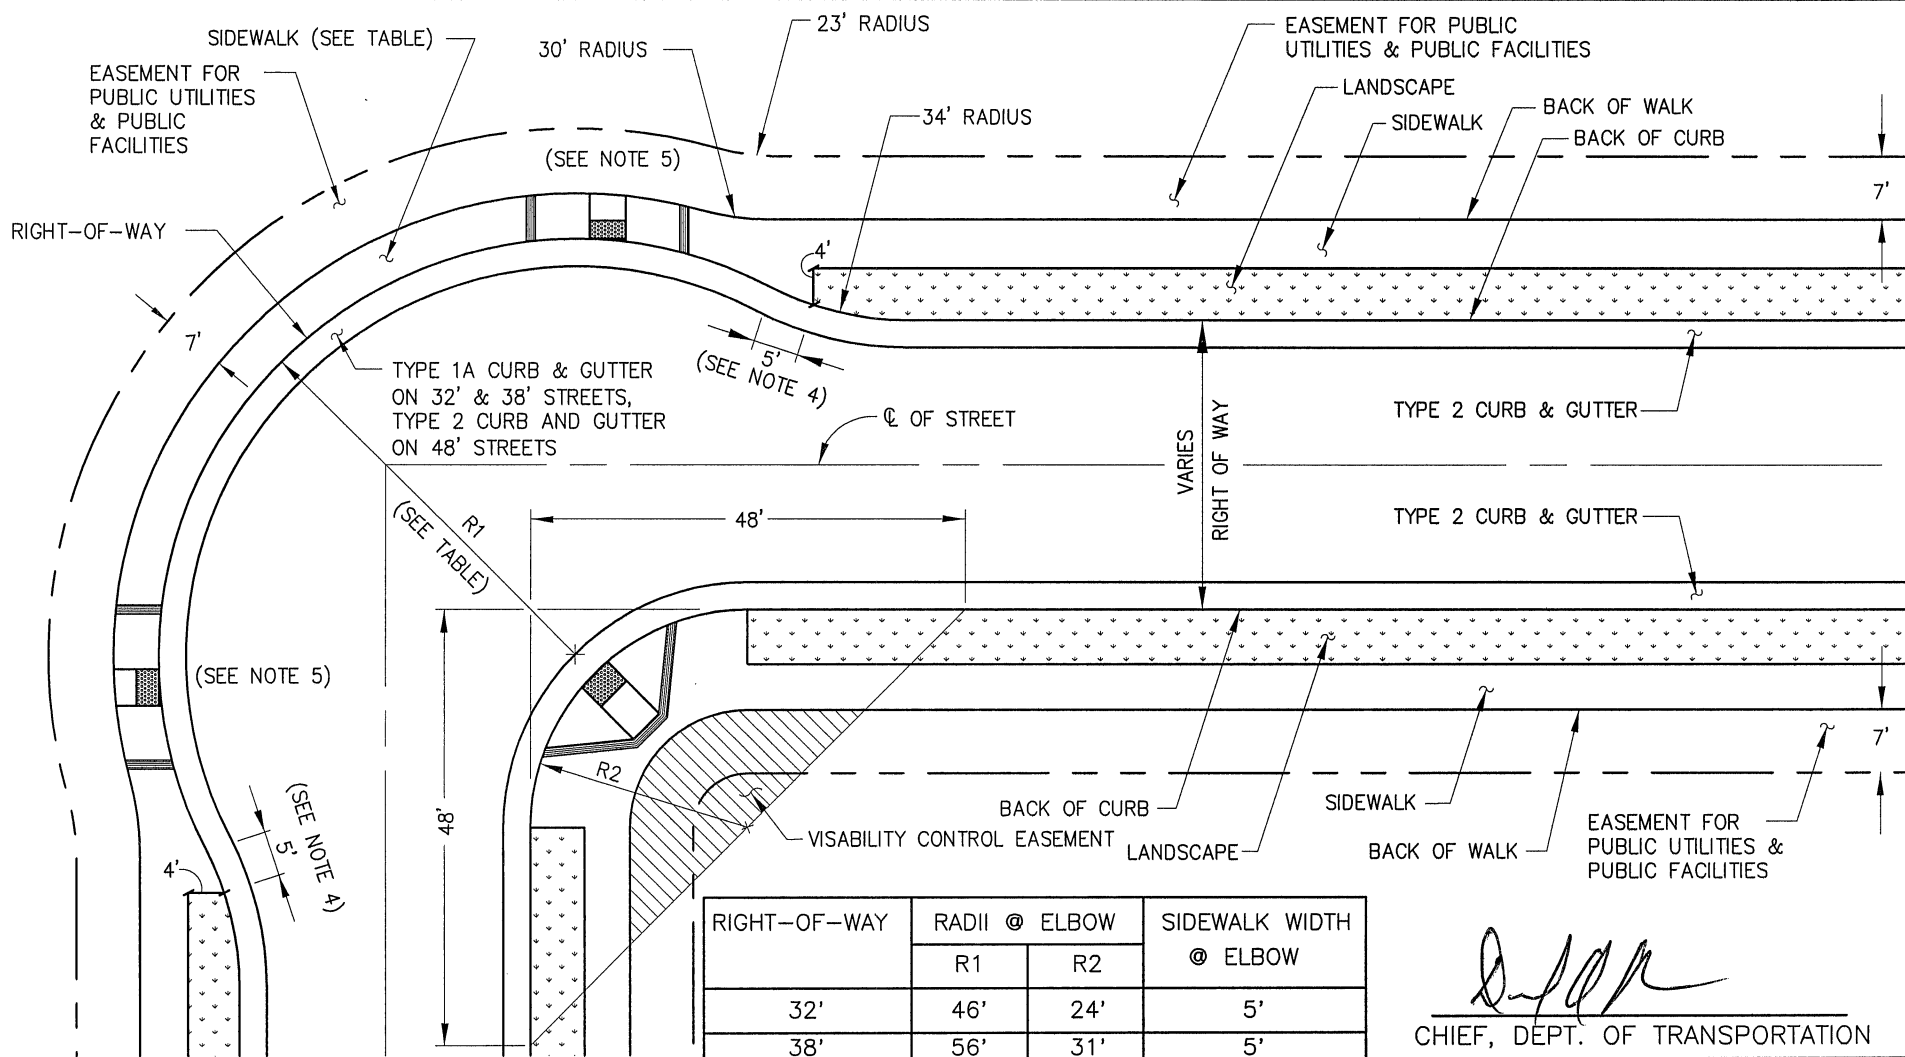 SIDEWALK (SEE TABLE)
30' RADIUS
23' RADIUS
EASEMENT FOR PUBLIC
UTILITIES & PUBLIC FACILITIES
EASEMENT FOR
PUBLIC UTILITIES
& PUBLIC
FACILITIES
LANDSCAPE
BACK OF WALK
34' RADIUS
SIDEWALK
BACK OF CURB
(SEE NOTE 5)
7'
RIGHT-OF-WAY
4'
7'
TYPE 1A CURB & GUTTER
ON 32' & 38' STREETS,
TYPE 2 CURB AND GUTTER
ON 48' STREETS
5'
(SEE NOTE 4)
℄ OF STREET
TYPE 2 CURB & GUTTER
VARIES
RIGHT OF WAY
R1
(SEE TABLE)
48'
TYPE 2 CURB & GUTTER
(SEE NOTE 5)
R2
7'
48'
(SEE NOTE 4)
5'
4'
BACK OF CURB
SIDEWALK
VISABILITY CONTROL EASEMENT
LANDSCAPE
BACK OF WALK
EASEMENT FOR
PUBLIC UTILITIES &
PUBLIC FACILITIES
RIGHT-OF-WAY RADII @ ELBOW SIDEWALK WIDTH
@ ELBOW
R1 R2
32' 46' 24' 5'
38' 56' 31' 5'
CHIEF, DEPT. OF TRANSPORTATION